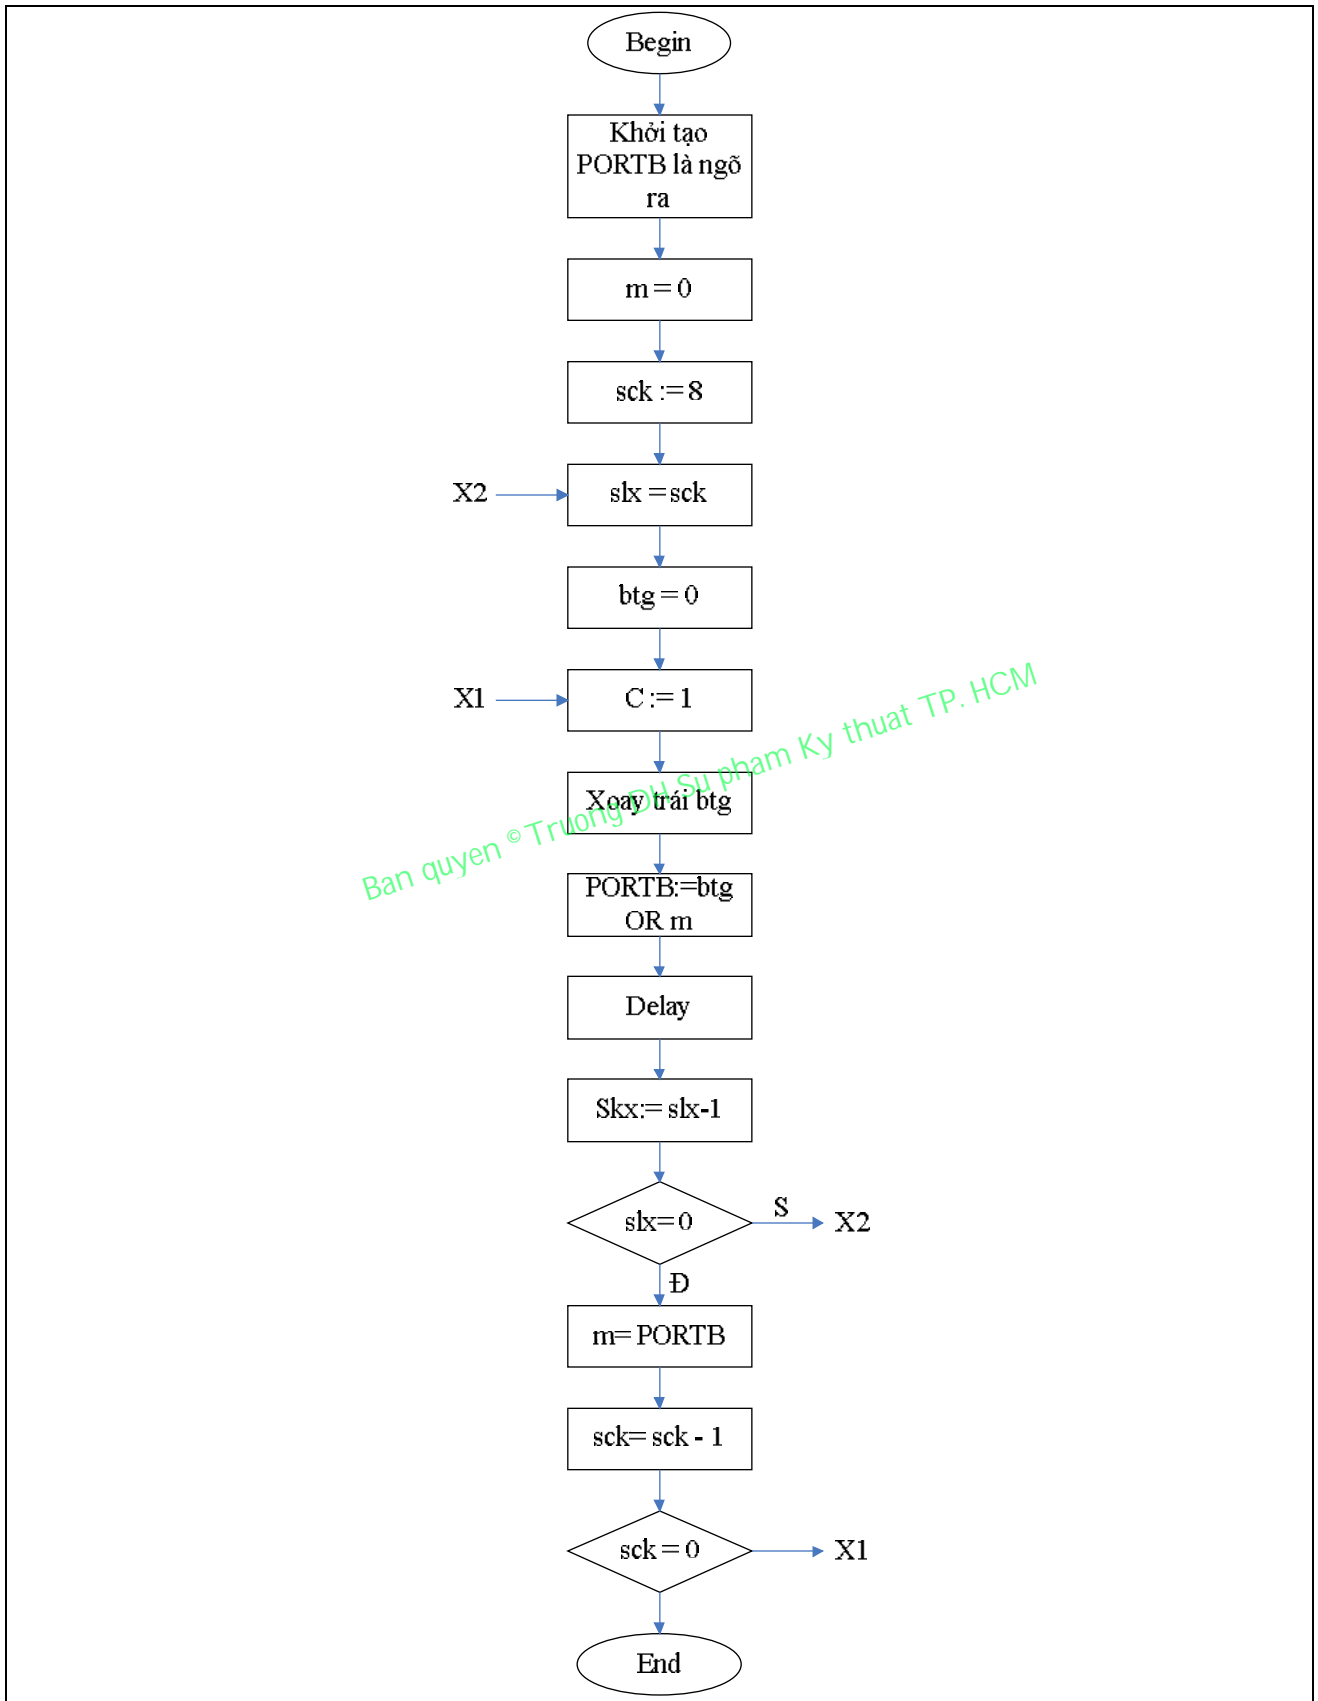 Begin
Khởi tạo
PORTB là ngõ
ra
m = 0
sck := 8
X2
slx = sck
btg = 0
X1
C := 1
Xoay trái btg
Ban quyen © Truong DH Su pham Ky thuat TP. HCM
PORTB:=btg
OR m
Delay
Skx:= slx-1
slx= 0
S
X2
Đ
m= PORTB
sck= sck - 1
sck = 0
X1
End